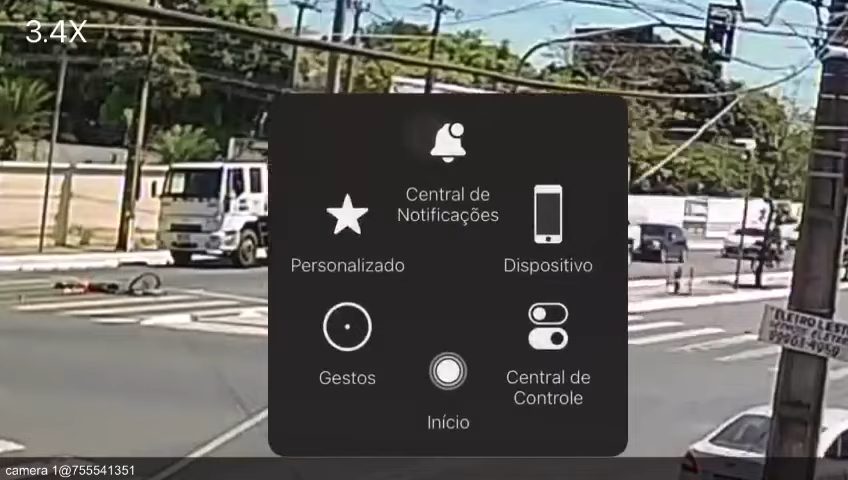 3.4X
Central de
Notificações
Personalizado
Dispositivo
Gestos
Central de
Controle
Início
camera 1@755541351